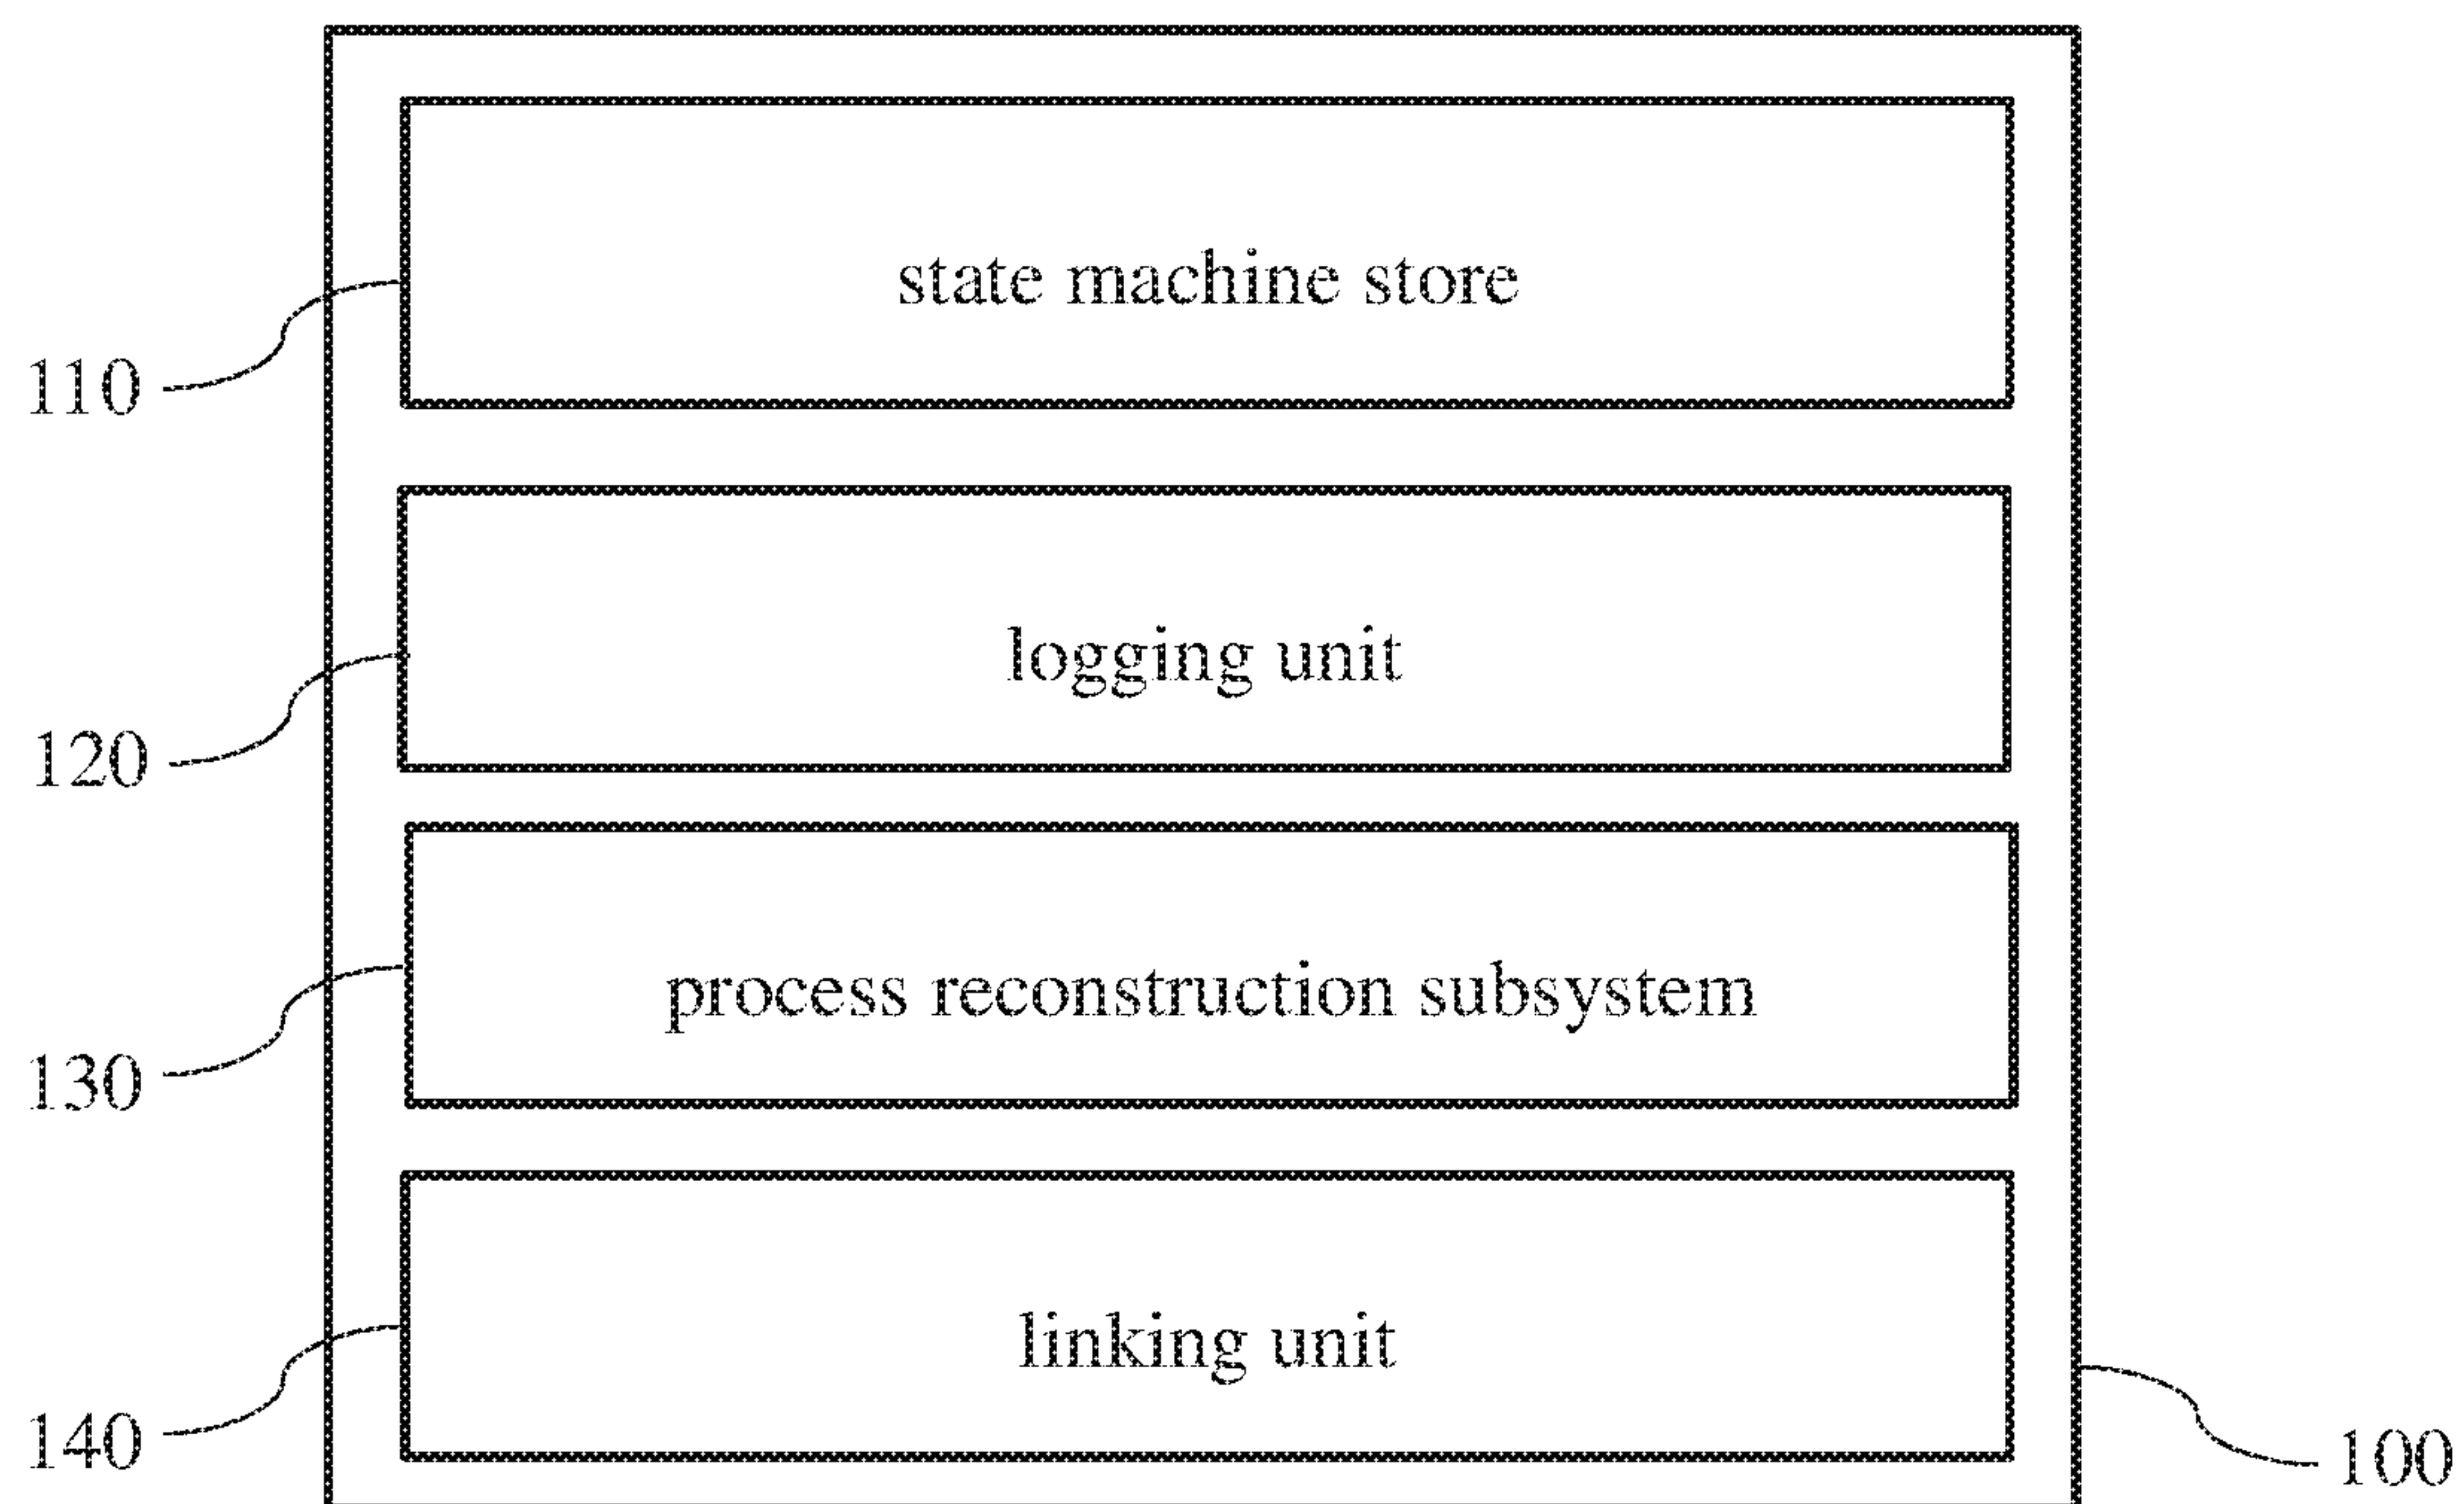 state machine store
110
logging unit
120
process reconstruction subsystem
130
linking unit
140
100